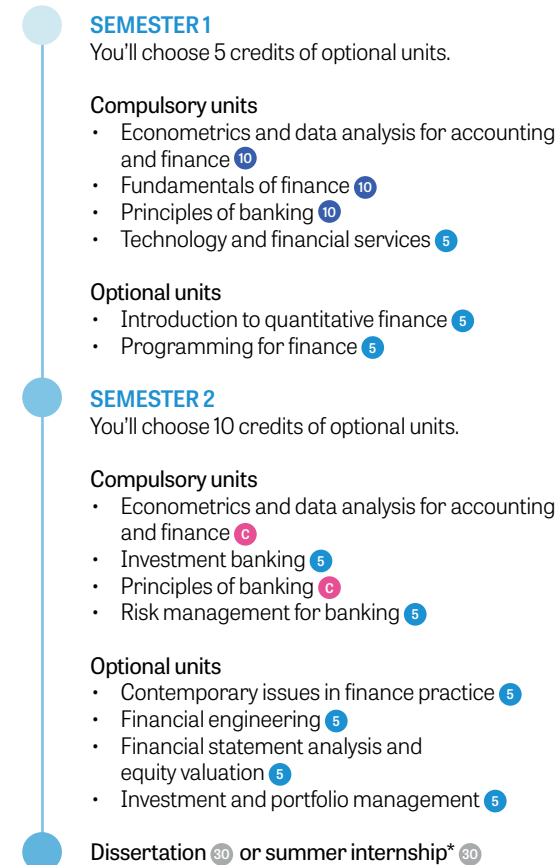 SEMESTER 1
You'll choose 5 credits of optional units.
Compulsory units
• Econometrics and data analysis for accounting
and finance 10
• Fundamentals of finance 10
• Principles of banking 10
• Technology and financial services 5
Optional units
• Introduction to quantitative finance 5
• Programming for finance 5
SEMESTER 2
You'll choose 10 credits of optional units.
Compulsory units
• Econometrics and data analysis for accounting
and finance C
• Investment banking 5
• Principles of banking C
• Risk management for banking 5
Optional units
• Contemporary issues in finance practice 5
• Financial engineering 5
• Financial statement analysis and
equity valuation 5
• Investment and portfolio management 5
Dissertation 30 or summer internship* 30